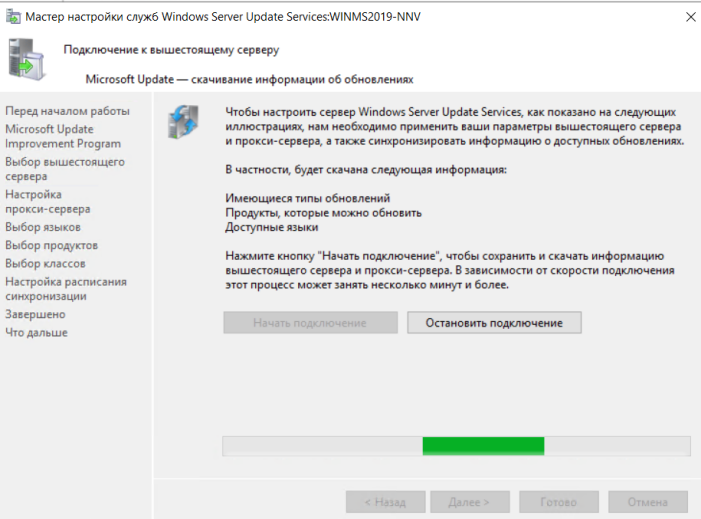 Мастер настройки служб Windows Server Update Services:WINMS2019-NNV
Подключение к вышестоящему серверу
Microsoft Update — скачивание информации об обновлениях
Перед началом работы
Microsoft Update
Improvement Program
Выбор вышестоящего
сервера
Настройка
прокси-сервера
Выбор языков
Выбор продуктов
Выбор классов
Настройка расписания
синхронизации
Завершено
Что дальше
Чтобы настроить сервер Windows Server Update Services, как показано на следующих
иллюстрациях, нам необходимо применить ваши параметры вышестоящего сервера
и прокси-сервера, а также синхронизировать информацию о доступных обновлениях.
В частности, будет скачана следующая информация:
Имеющиеся типы обновлений
Продукты, которые можно обновить
Доступные языки
Нажмите кнопку "Начать подключение", чтобы сохранить и скачать информацию
вышестоящего сервера и прокси-сервера. В зависимости от скорости подключения
этот процесс может занять несколько минут и более.
Начать подключение
Остановить подключение
< Назад
Далее >
Готово
Отмена